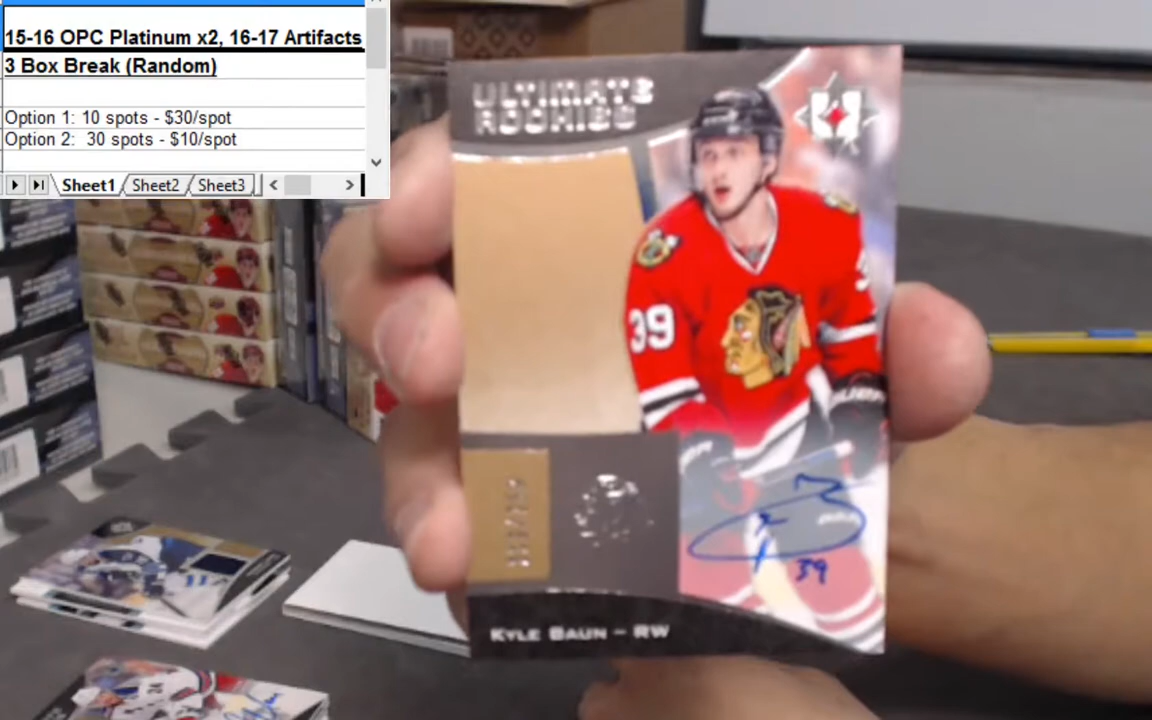 15-16 OPC Platinum x2, 16-17 Artifacts
3 Box Break (Random)
Option 1: 10 spots - $30/spot
Option 2: 30 spots - $10/spot
Sheet1 Sheet2 Sheet3
ULTIMATE
ROOKIES
39
39
KYLE BAUN – RW